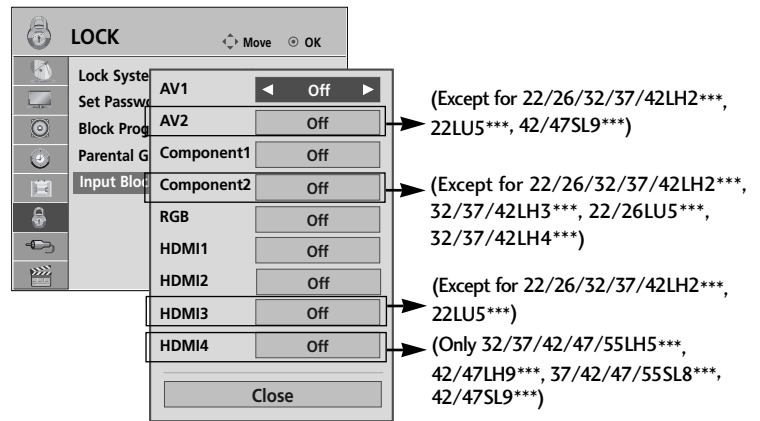 LOCK
Move
OK
Lock Syste
Set Passw
Block Prog
Parental G
Input Bloc
AV1 ◀ Off ▶
AV2 Off
Component1 Off
Component2 Off
RGB Off
HDMI1 Off
HDMI2 Off
HDMI3 Off
HDMI4 Off
Close
(Except for 22/26/32/37/42LH2***,
22LU5***, 42/47SL9***)
(Except for 22/26/32/37/42LH2***,
32/37/42LH3***, 22/26LU5***,
32/37/42LH4***)
(Except for 22/26/32/37/42LH2***,
22LU5***)
(Only 32/37/42/47/55LH5***,
42/47LH9***, 37/42/47/55SL8***,
42/47SL9***)